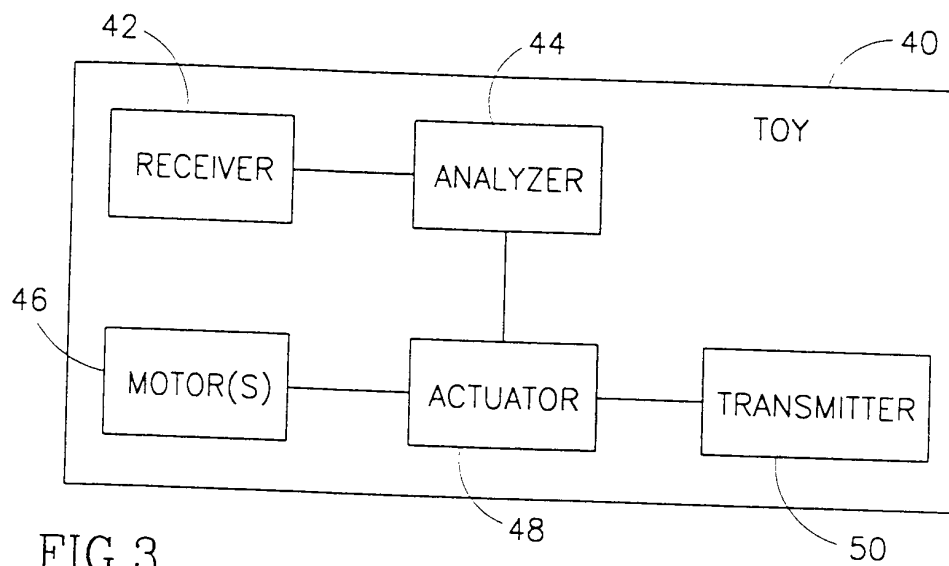 42
44
40
TOY
RECEIVER
ANALYZER
46
MOTOR(S)
ACTUATOR
TRANSMITTER
48
50
FIG.3